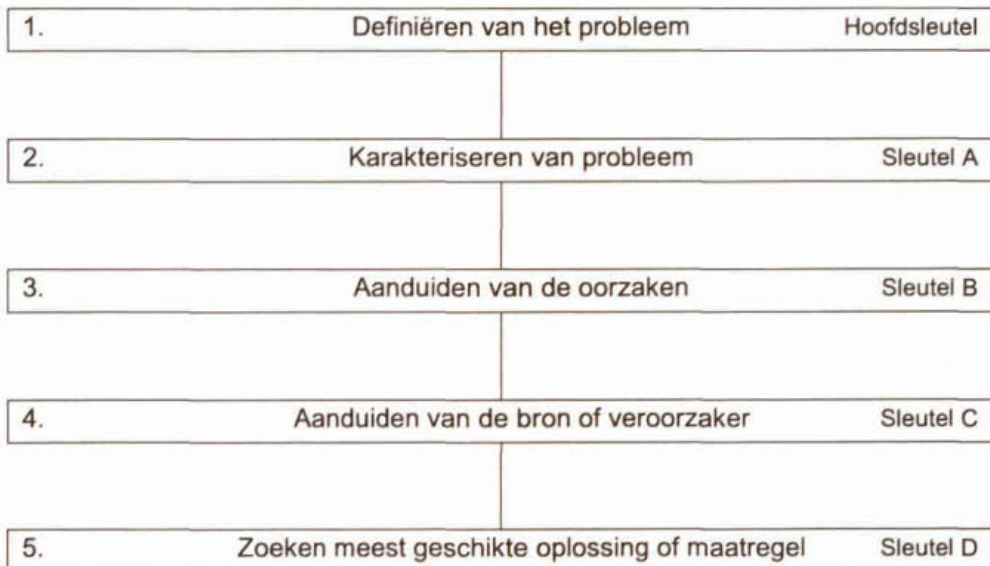 1. Definiëren van het probleem Hoofdsleutel
2. Karakteriseren van probleem Sleutel A
3. Aanduiden van de oorzaken Sleutel B
4. Aanduiden van de bron of veroorzaker Sleutel C
5. Zoeken meest geschikte oplossing of maatregel Sleutel D